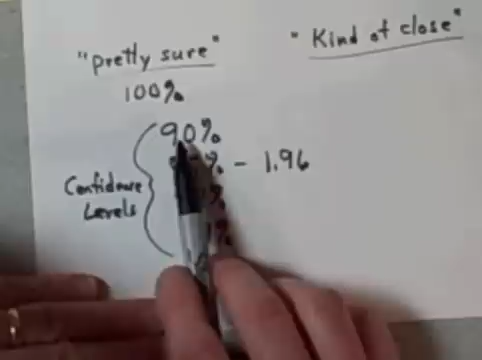 "pretty sure"
"Kind of close"
100%
90%
% - 1.96
%
%
Confidence
Levels